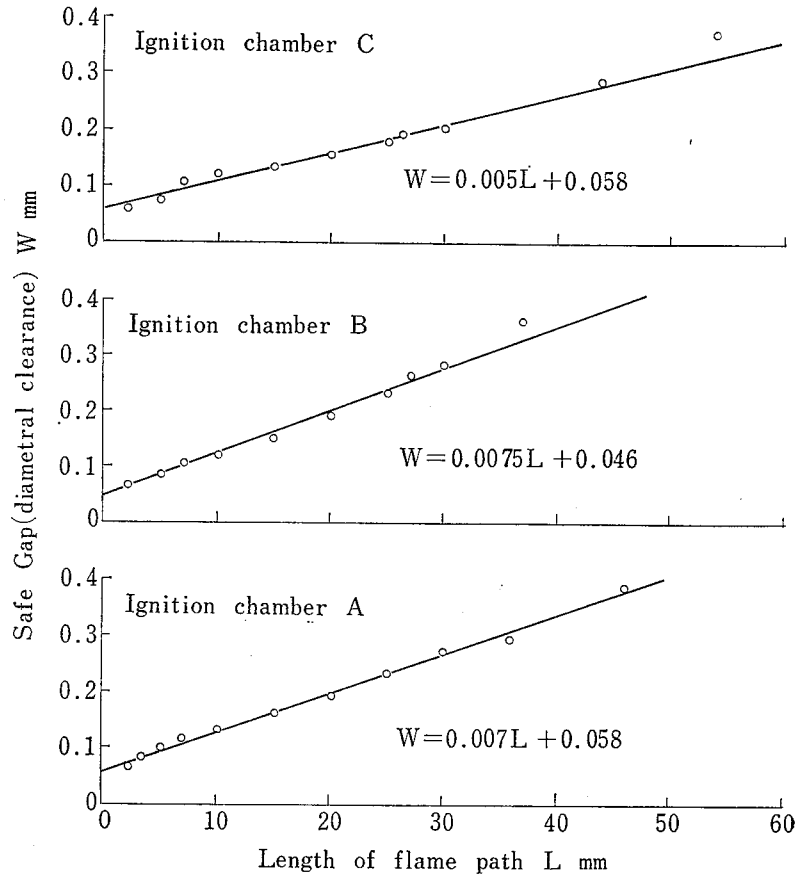 Safe Gap(diametral clearance) W mm
0.4
0.3
0.2
0.1
0
Ignition chamber C
W=0.005L+0.058
0.4
0.3
0.2
0.1
0
Ignition chamber B
W=0.0075L+0.046
0.4
0.3
0.2
0.1
0
Ignition chamber A
W=0.007L+0.058
0 10 20 30 40 50 60
Length of flame path L mm